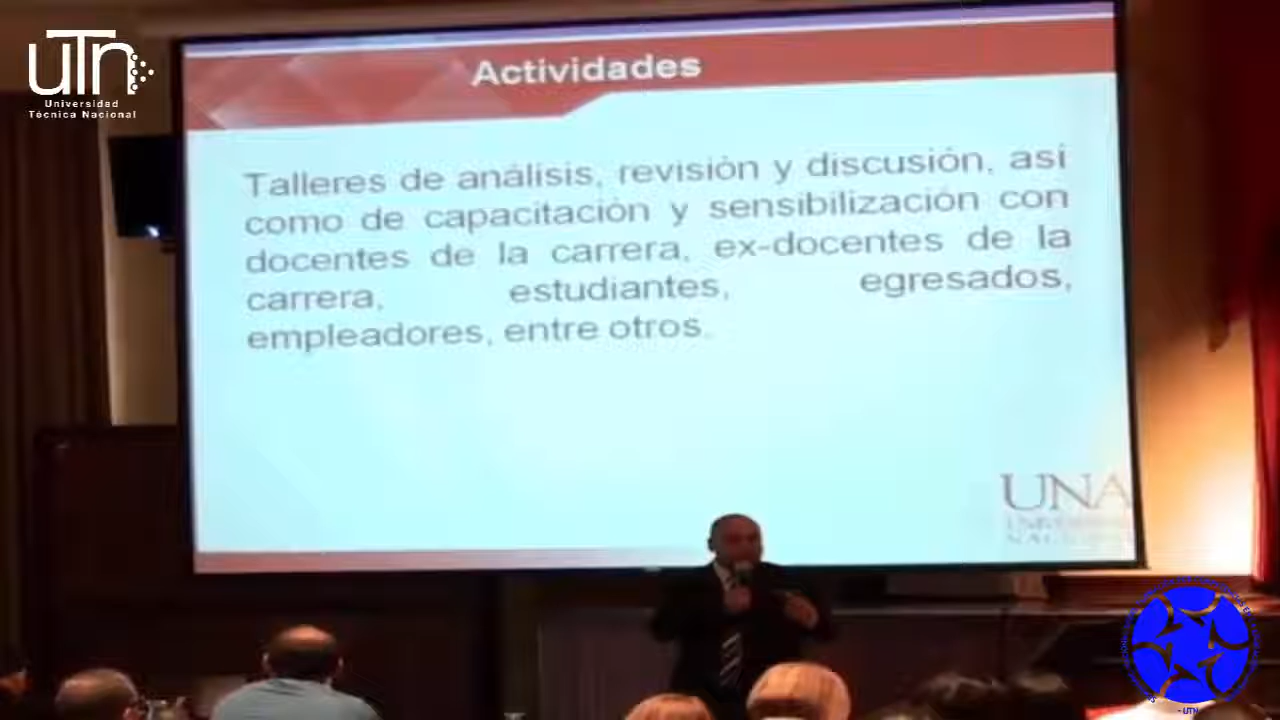 uTn
Universidad
Técnica Nacional
Actividades
Talleres de análisis, revisión y discusión, así
como de capacitación y sensibilización con
docentes de la carrera, ex-docentes de la
carrera, estudiantes, egresados,
empleadores, entre otros.
UNA
- UTN